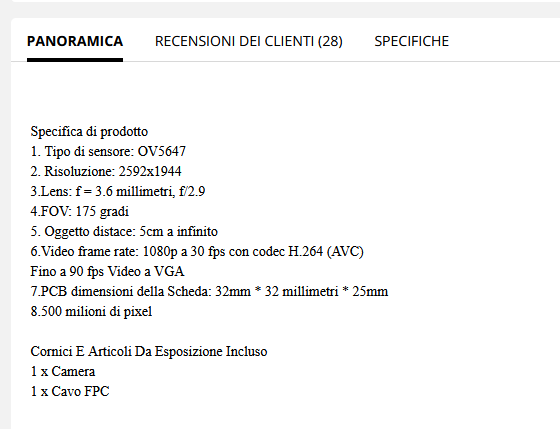 PANORAMICA RECENSIONI DEI CLIENTI (28) SPECIFICHE
Specifica di prodotto
1. Tipo di sensore: OV5647
2. Risoluzione: 2592x1944
3.Lens: f = 3.6 millimetri, f/2.9
4.FOV: 175 gradi
5. Oggetto distace: 5cm a infinito
6.Video frame rate: 1080p a 30 fps con codec H.264 (AVC)
Fino a 90 fps Video a VGA
7.PCB dimensioni della Scheda: 32mm * 32 millimetri * 25mm
8.500 milioni di pixel
Cornici E Articoli Da Esposizione Incluso
1 x Camera
1 x Cavo FPC